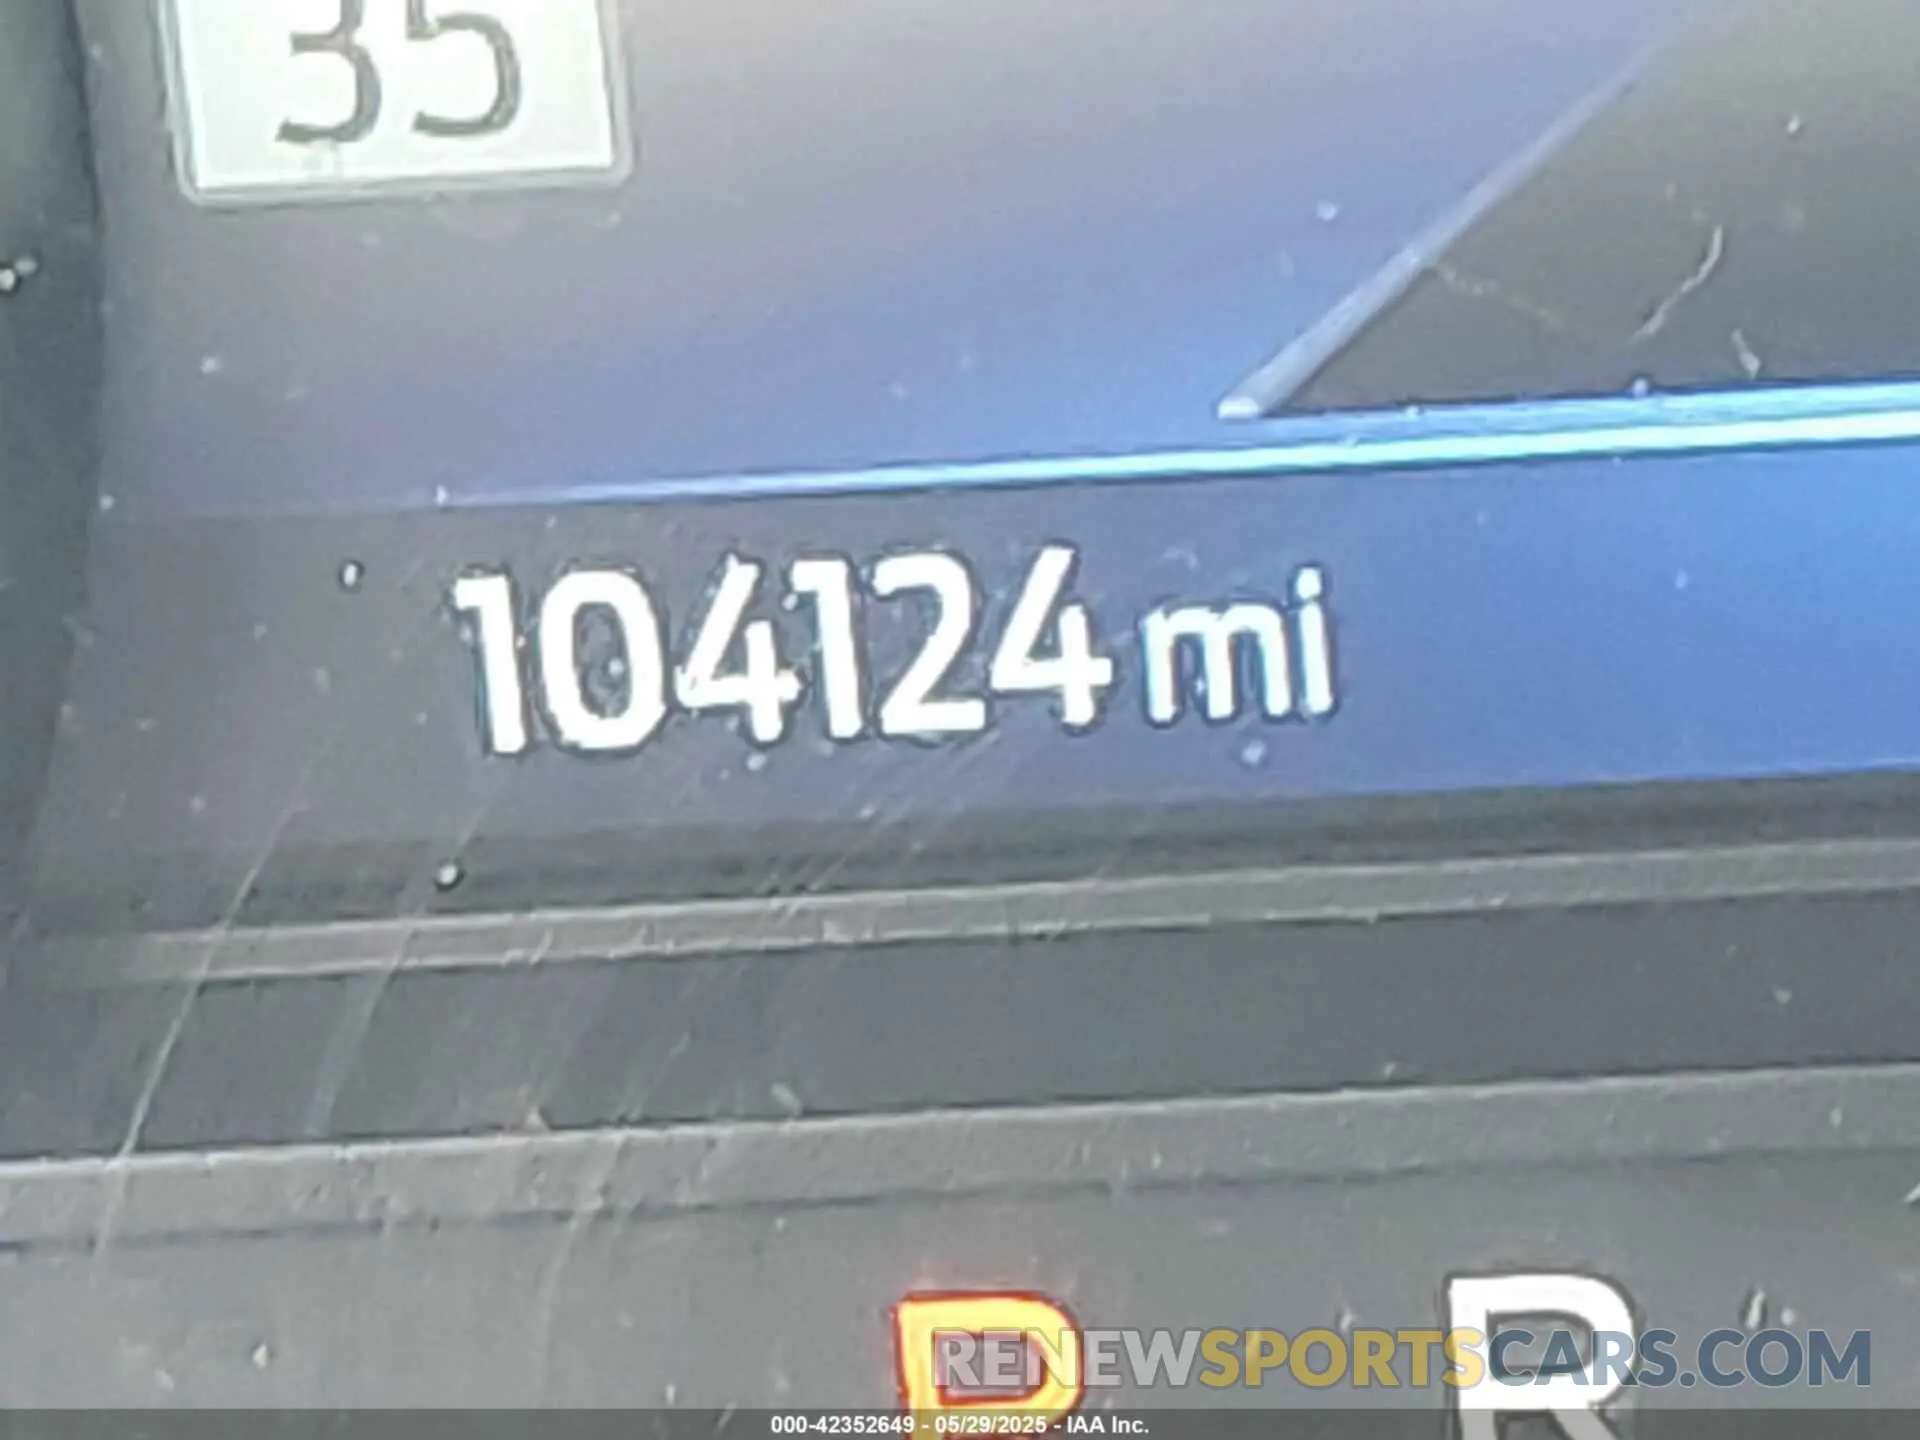 35
104124 mi
P R
RENEWSPORTSCARS.COM
000-42352649 - 05/29/2025 - IAA Inc.